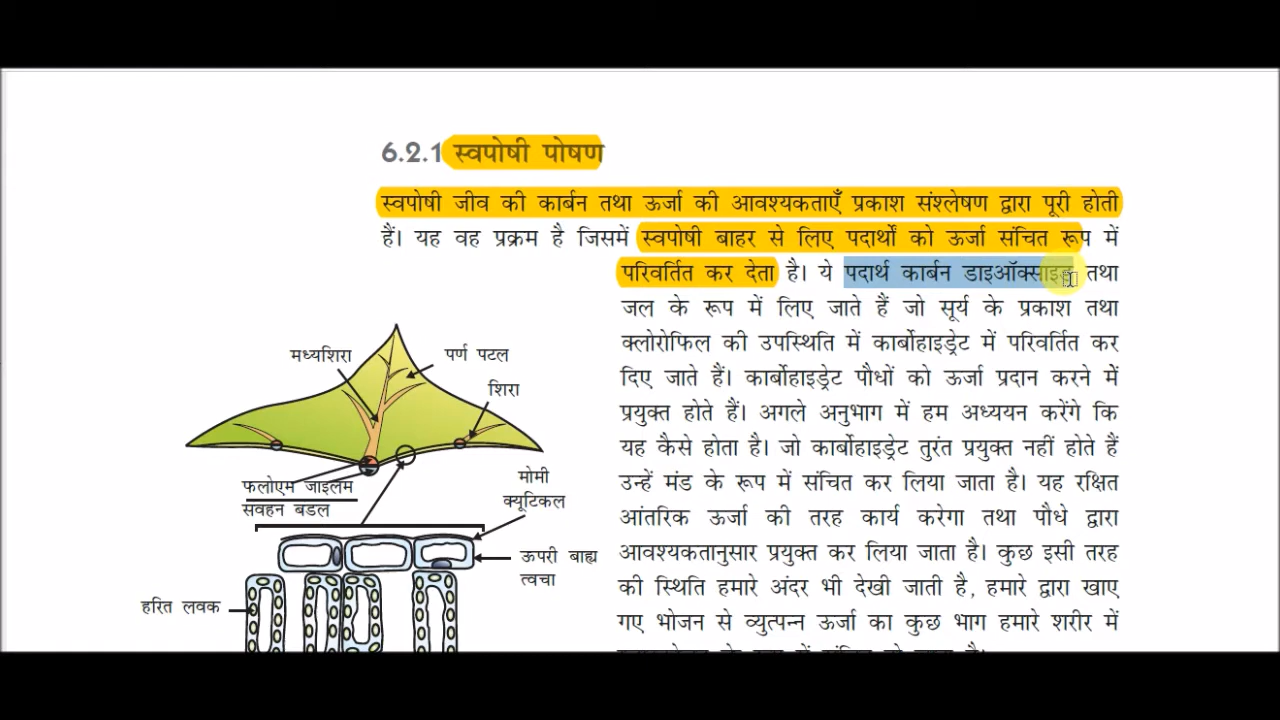 6.2.1 स्वपोषी पोषण
स्वपोषी जीव की कार्बन तथा ऊर्जा की आवश्यकताएँ प्रकाश संश्लेषण द्वारा पूरी होती
हैं। यह वह प्रक्रम है जिसमें स्वपोषी बाहर से लिए पदार्थों को ऊर्जा संचित रूप में
परिवर्तित कर देता है। ये पदार्थ कार्बन डाइऑक्साइड तथा
जल के रूप में लिए जाते हैं जो सूर्य के प्रकाश तथा
क्लोरोफिल की उपस्थिति में कार्बोहाइड्रेट में परिवर्तित कर
दिए जाते हैं। कार्बोहाइड्रेट पौधों को ऊर्जा प्रदान करने में
प्रयुक्त होते हैं। अगले अनुभाग में हम अध्ययन करेंगे कि
यह कैसे होता है। जो कार्बोहाइड्रेट तुरंत प्रयुक्त नहीं होते हैं
उन्हें मंड के रूप में संचित कर लिया जाता है। यह रक्षित
आंतरिक ऊर्जा की तरह कार्य करेगा तथा पौधे द्वारा
आवश्यकतानुसार प्रयुक्त कर लिया जाता है। कुछ इसी तरह
की स्थिति हमारे अंदर भी देखी जाती है, हमारे द्वारा खाए
गए भोजन से व्युत्पन्न ऊर्जा का कुछ भाग हमारे शरीर में
मध्यशिरा
पर्ण पटल
शिरा
फलोएम जाइलम
संवहन बंडल
मोमी
क्यूटिकल
ऊपरी बाह्य
त्वचा
हरित लवक